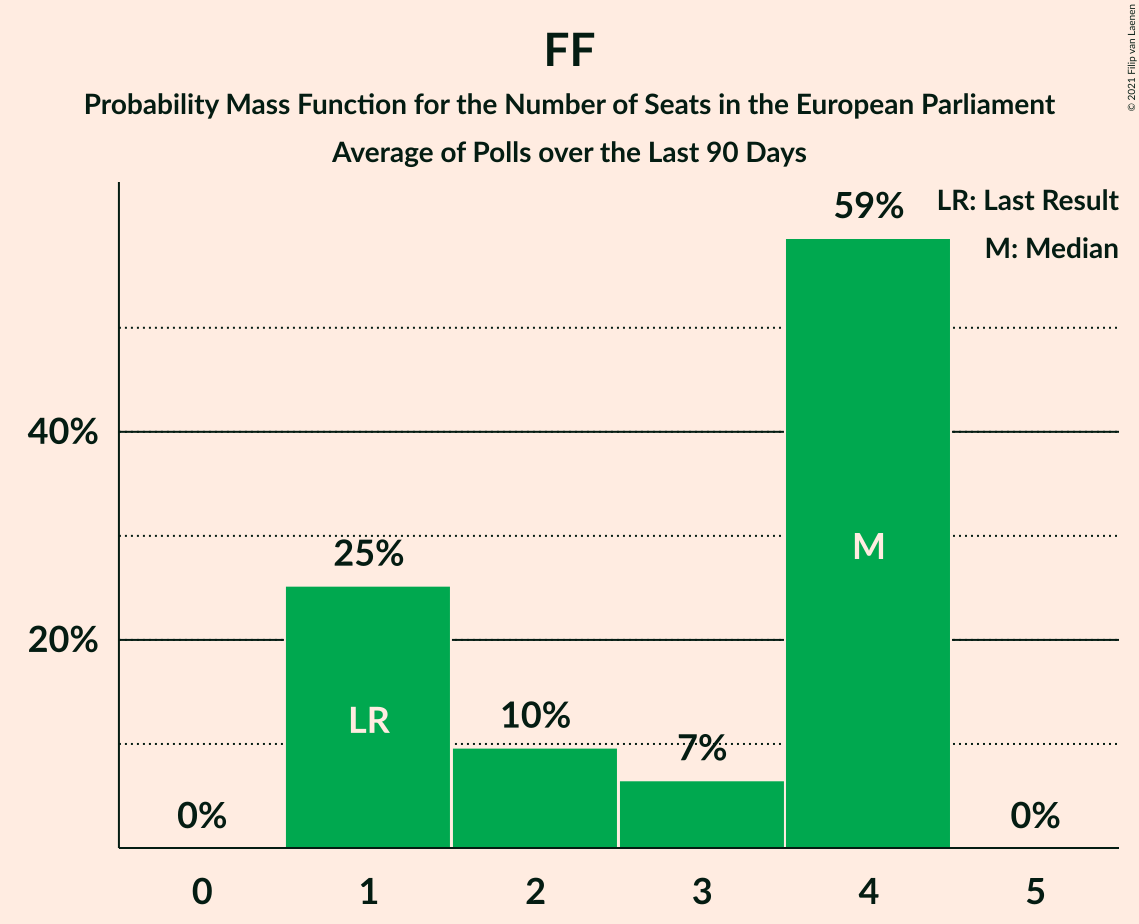 FF
Probability Mass Function for the Number of Seats in the European Parliament
Average of Polls over the Last 90 Days
© 2021 Filip van Laenen
LR: Last Result
M: Median
59%
40%
M
25%
20%
LR
10%
7%
0%
0%
0 1 2 3 4 5